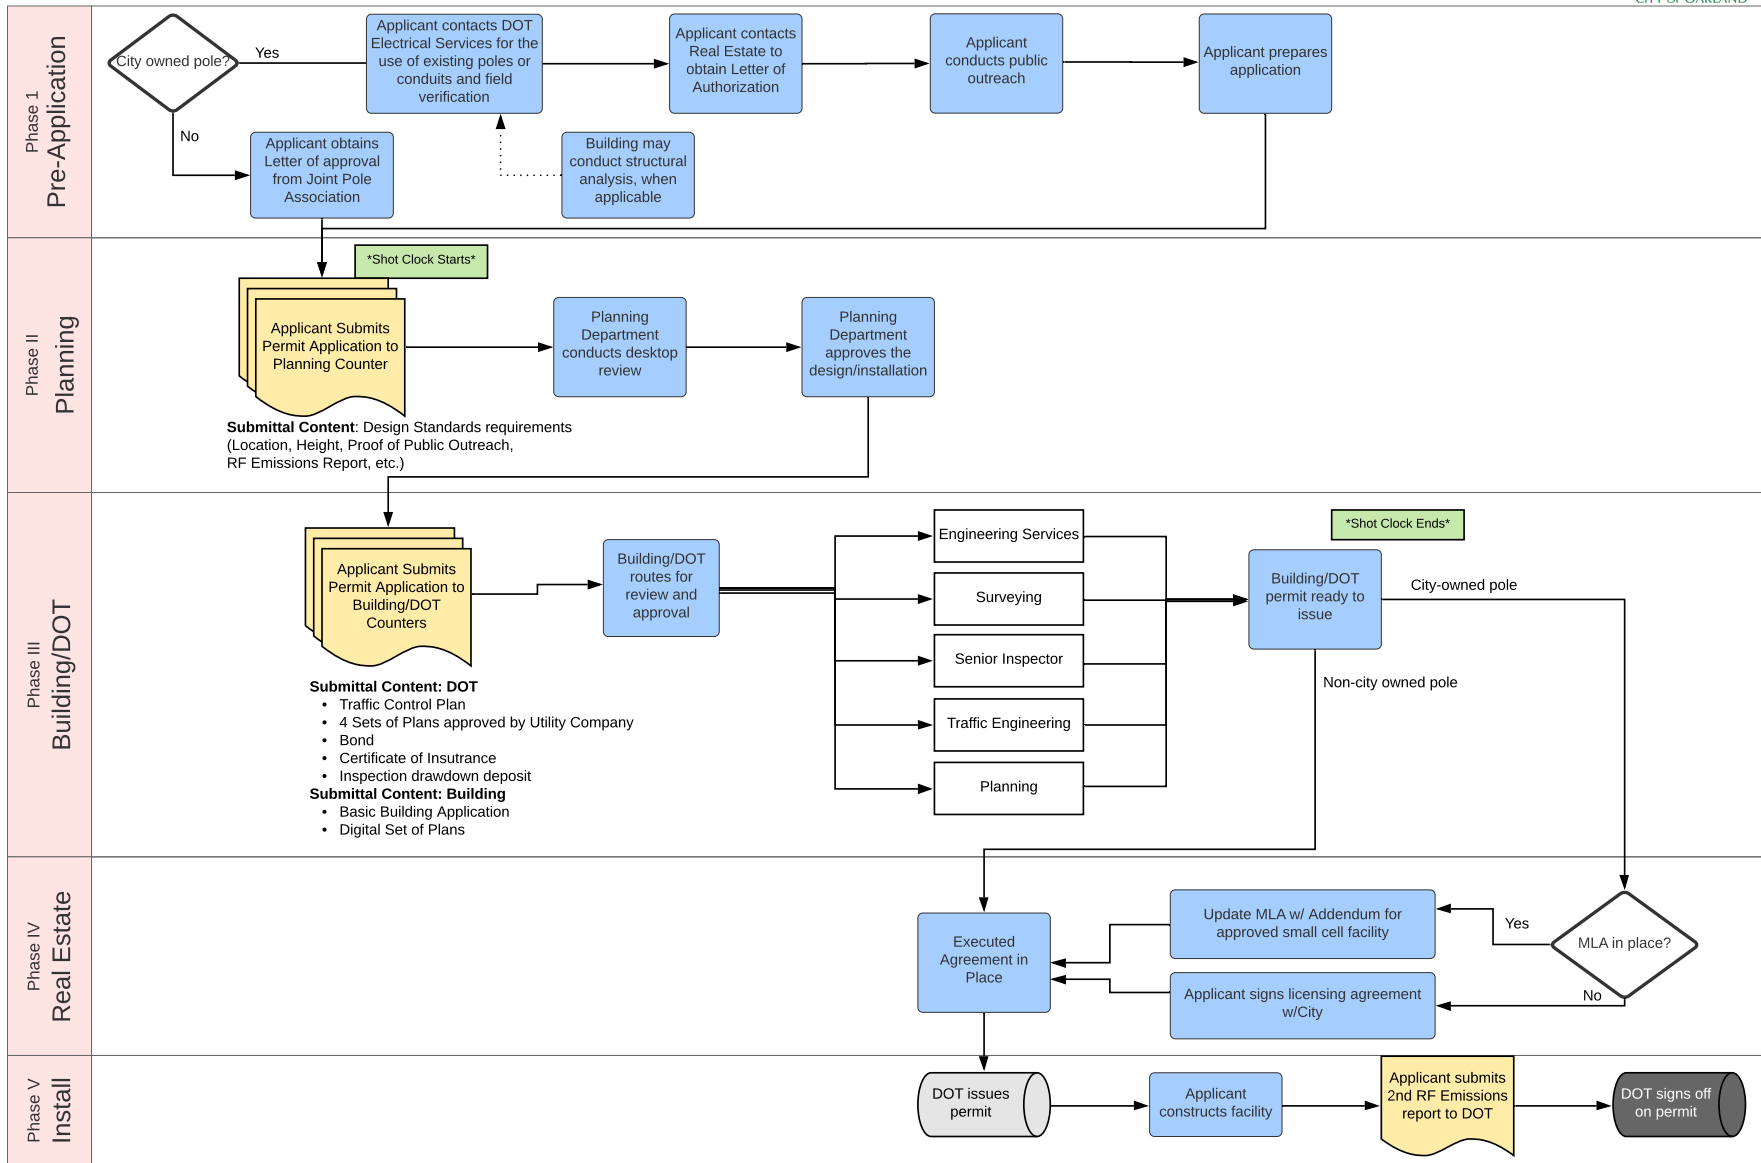 CITY OF OAKLAND
Phase 1
Pre-Application
City owned pole?
Yes
No
Applicant contacts DOT
Electrical Services for the
use of existing poles or
conduits and field
verification
Applicant contacts
Real Estate to
obtain Letter of
Authorization
Applicant
conducts public
outreach
Applicant prepares
application
Applicant obtains
Letter of approval
from Joint Pole
Association
Building may
conduct structural
analysis, when
applicable
Phase II
Planning
*Shot Clock Starts*
Applicant Submits
Permit Application to
Planning Counter
Planning
Department
conducts desktop
review
Planning
Department
approves the
design/installation
Submittal Content: Design Standards requirements
(Location, Height, Proof of Public Outreach,
RF Emissions Report, etc.)
Phase III
Building/DOT
Applicant Submits
Permit Application to
Building/DOT
Counters
Building/DOT
routes for
review and
approval
Engineering Services
Surveying
Senior Inspector
Traffic Engineering
Planning
*Shot Clock Ends*
Building/DOT
permit ready to
issue
City-owned pole
Non-city owned pole
Submittal Content: DOT
• Traffic Control Plan
• 4 Sets of Plans approved by Utility Company
• Bond
• Certificate of Insutrance
• Inspection drawdown deposit
Submittal Content: Building
• Basic Building Application
• Digital Set of Plans
Phase IV
Real Estate
Executed
Agreement in
Place
Update MLA w/ Addendum for
approved small cell facility
Applicant signs licensing agreement
w/City
Yes
No
MLA in place?
Phase V
Install
DOT issues
permit
Applicant
constructs facility
Applicant submits
2nd RF Emissions
report to DOT
DOT signs off
on permit